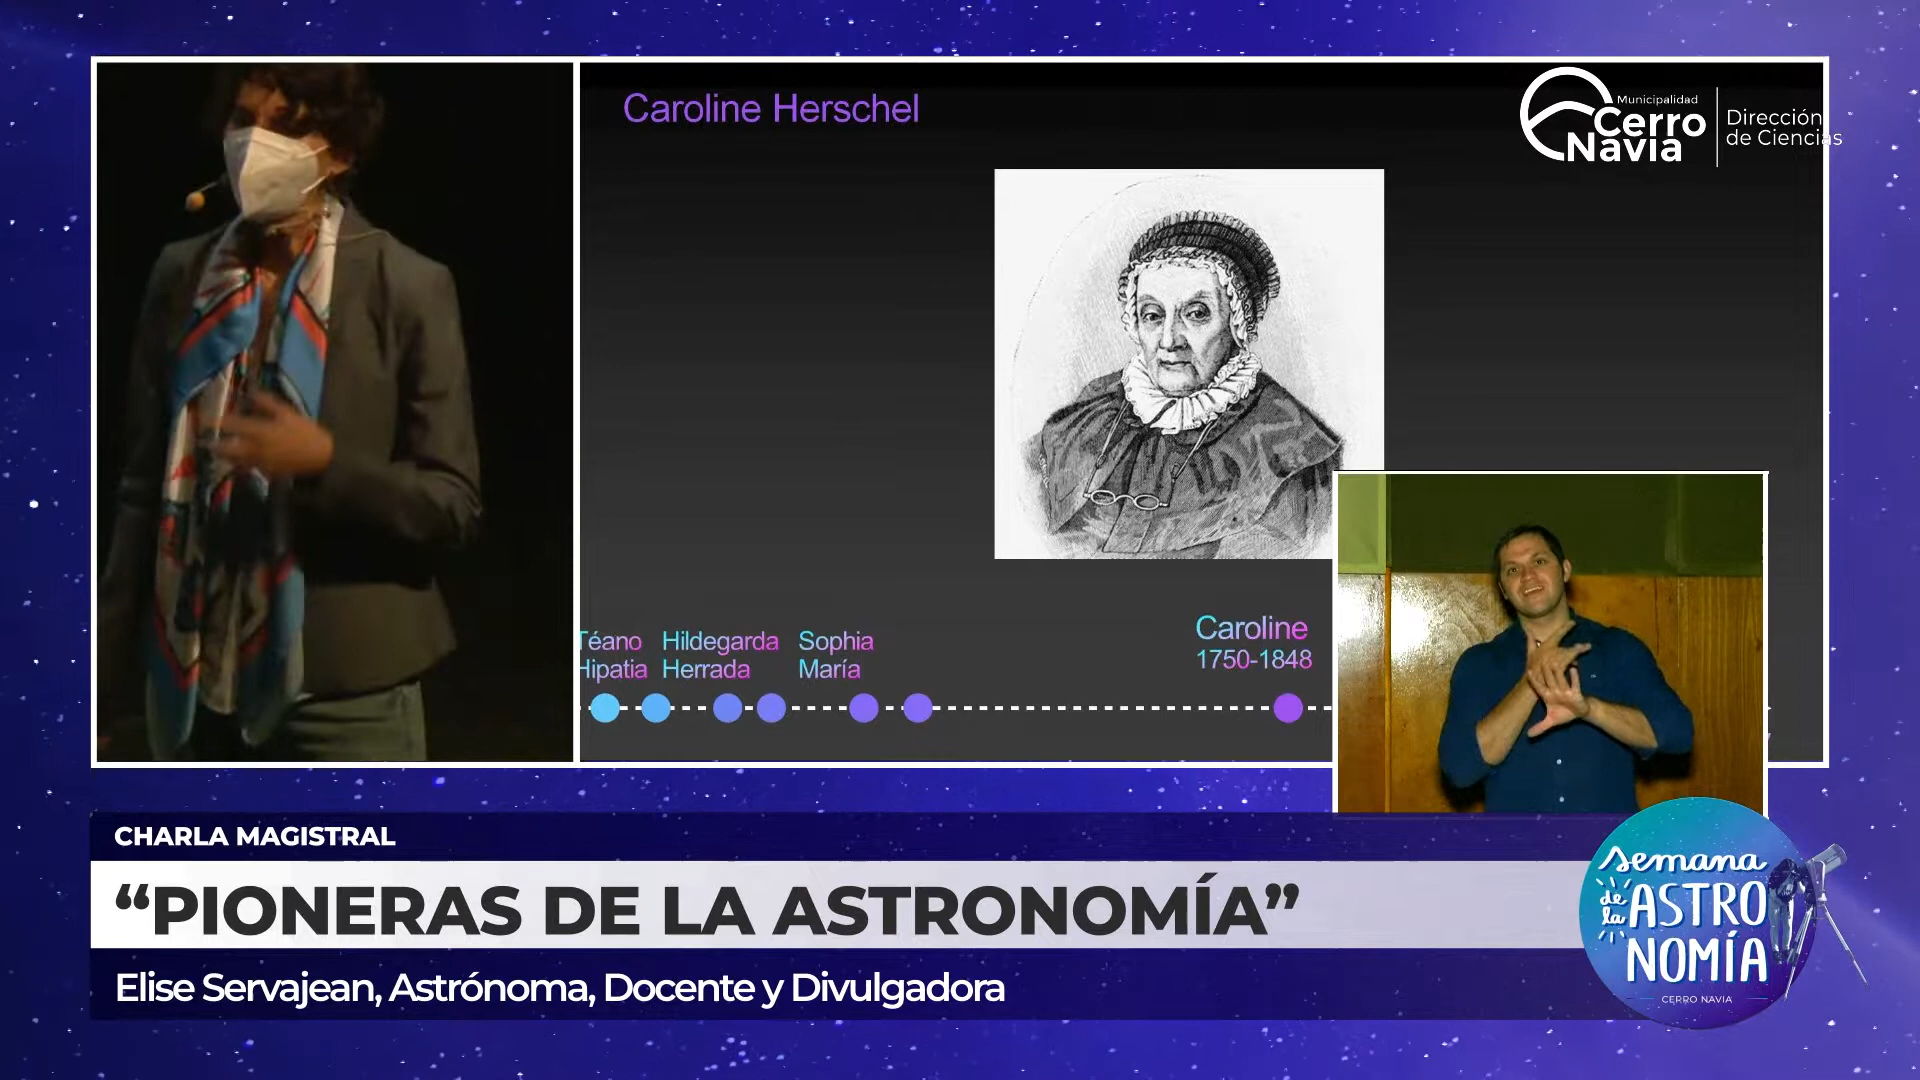 Caroline Herschel
Municipalidad
Cerro
Navia
Dirección
de Ciencias
Téano Hildegarda Sophia
Hipatia Herrada María
Caroline
1750-1848
CHARLA MAGISTRAL
“PIONERAS DE LA ASTRONOMÍA”
Elise Servajean, Astrónoma, Docente y Divulgadora
Semana
de la
ASTRO
NOMÍA
CERRO NAVIA